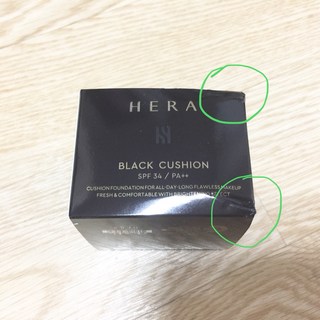 HERA
BLACK CUSHION
SPF 34 / PA++
CUSHION FOUNDATION FOR ALL-DAY-LONG FLAWLESS MAKEUP
FRESH & COMFORTABLE WITH BRIGHTENING EFFECT